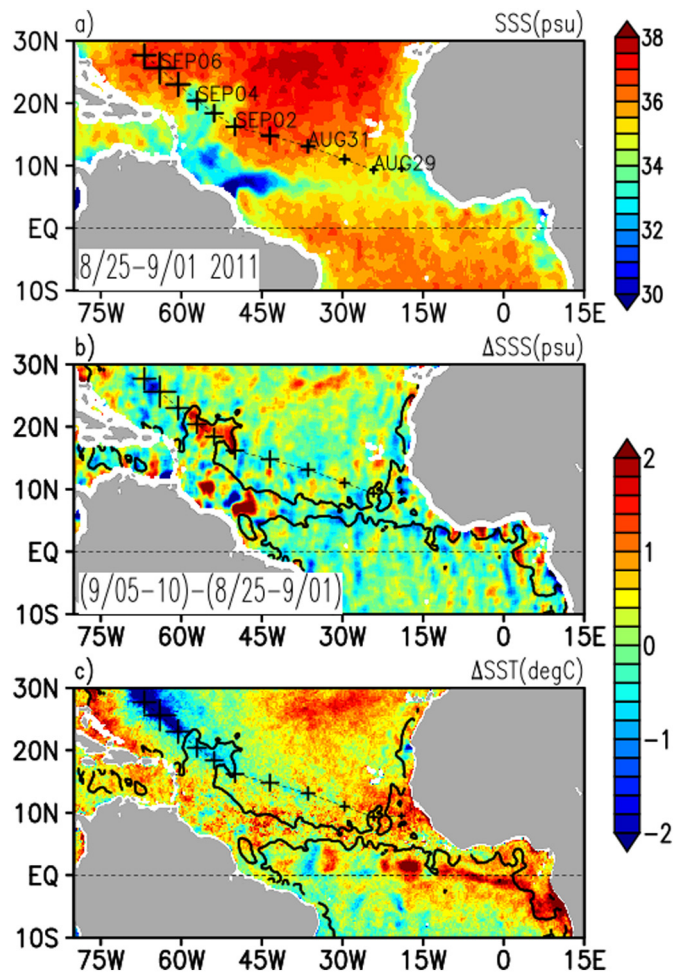 a) SSS(psu)
30N
20N
10N
EQ
10S
SEP06
SEP04
SEP02
AUG31
AUG29
8/25-9/01 2011
75W 60W 45W 30W 15W 0 15E
38
36
34
32
30
b) ΔSSS(psu)
30N
20N
10N
EQ
10S
(9/05-10)-(8/25-9/01)
75W 60W 45W 30W 15W 0 15E
2
1
0
-1
-2
c) ΔSST(degC)
30N
20N
10N
EQ
10S
75W 60W 45W 30W 15W 0 15E